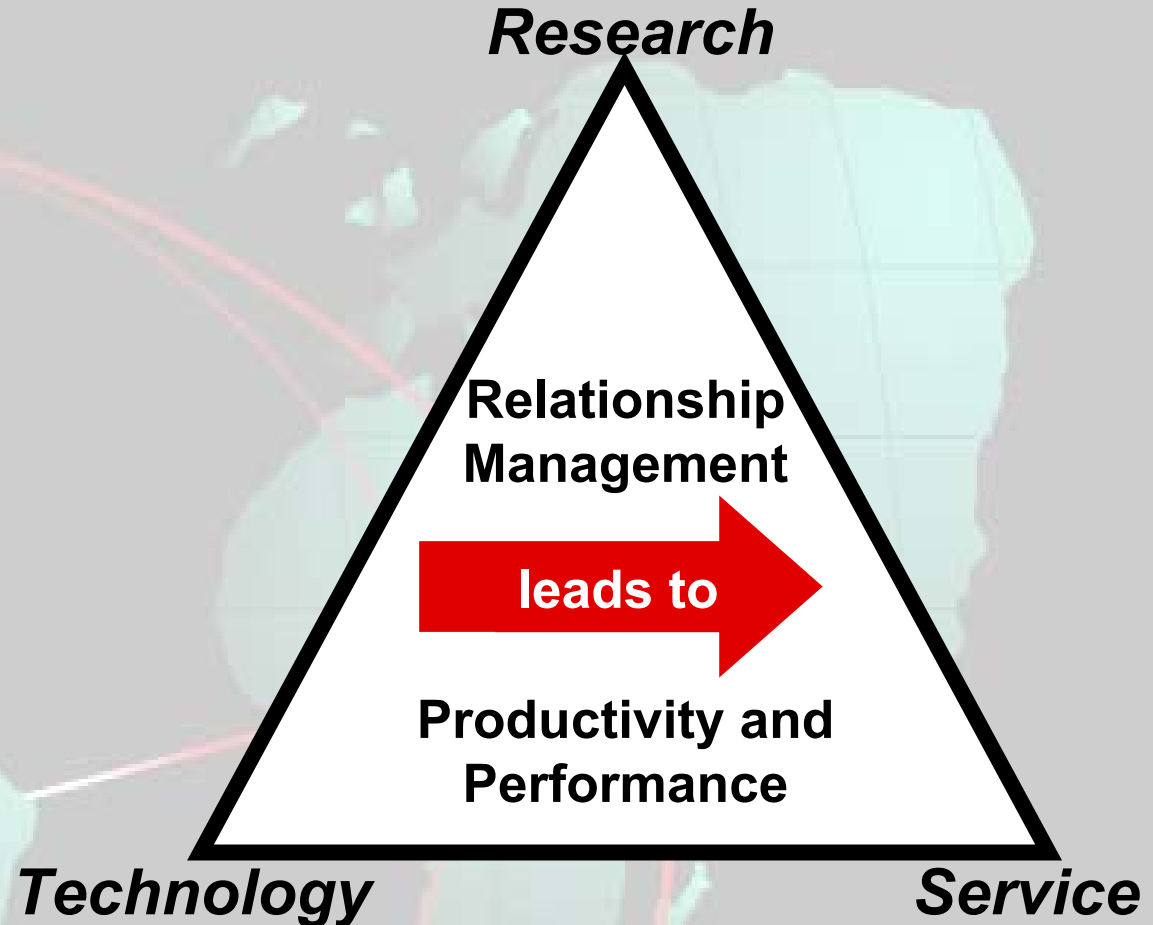 Research
Relationship
Management
leads to
Productivity and
Performance
Technology
Service